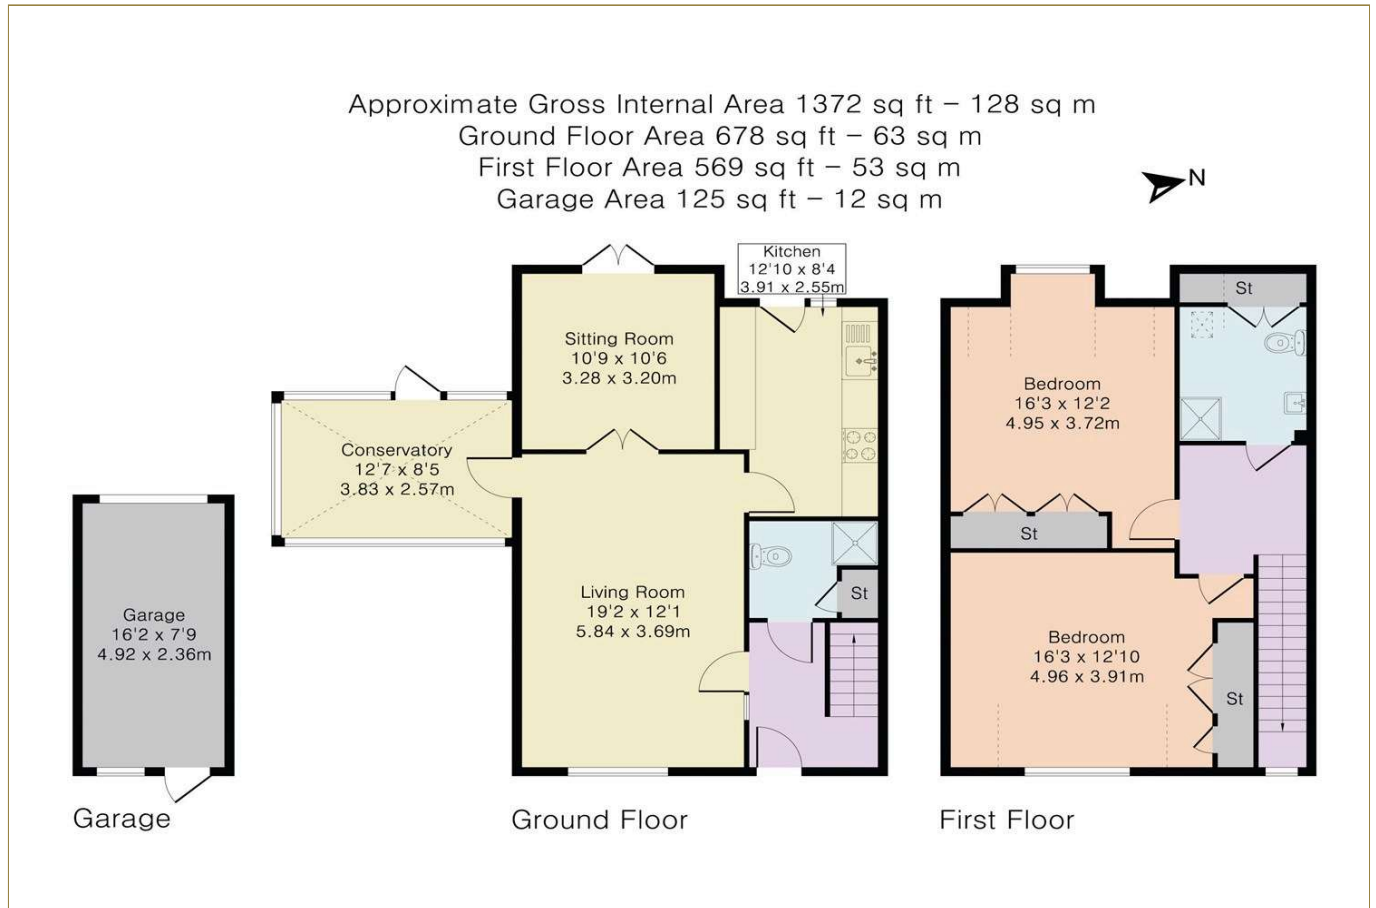 Approximate Gross Internal Area 1372 sq ft – 128 sq m
Ground Floor Area 678 sq ft – 63 sq m
First Floor Area 569 sq ft – 53 sq m
Garage Area 125 sq ft – 12 sq m
N
Kitchen
12'10 x 8'4
3.91 x 2.55m
Sitting Room
10'9 x 10'6
3.28 x 3.20m
Conservatory
12'7 x 8'5
3.83 x 2.57m
Living Room
19'2 x 12'1
5.84 x 3.69m
St
Garage
16'2 x 7'9
4.92 x 2.36m
St
Bedroom
16'3 x 12'2
4.95 x 3.72m
St
Bedroom
16'3 x 12'10
4.96 x 3.91m
St
Garage
Ground Floor
First Floor